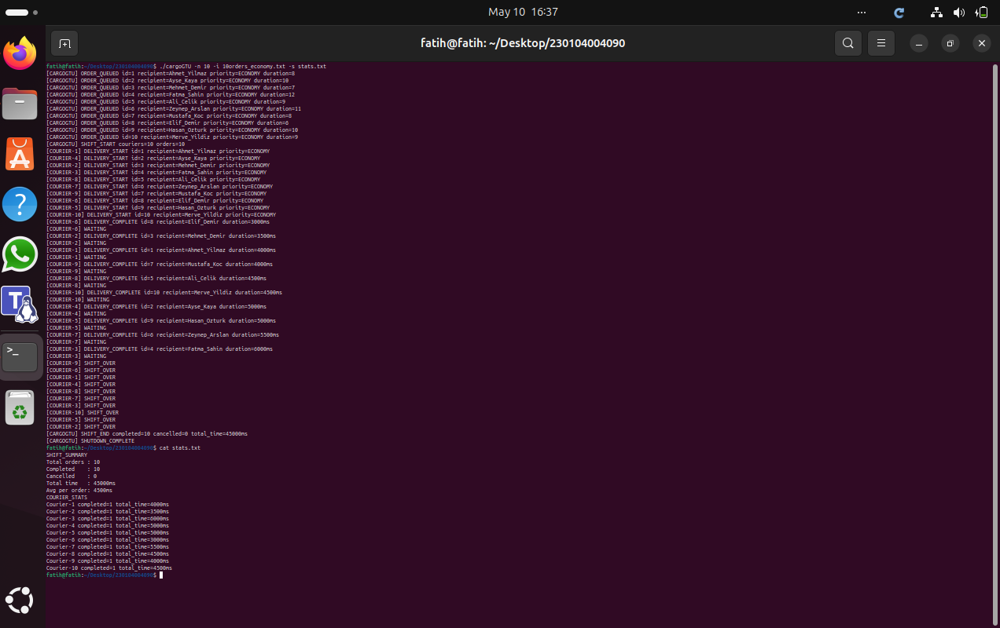 May 10 16:37
fatih@fatih: ~/Desktop/230104004090
fatih@fatih:~/Desktop/230104004090$ ./cargoGTU -n 10 -i 10orders_economy.txt -s stats.txt
[CARGOGTU] ORDER_QUEUED id=1 recipient=Ahmet_Yilmaz priority=ECONOMY duration=8
[CARGOGTU] ORDER_QUEUED id=2 recipient=Ayse_Kaya priority=ECONOMY duration=10
[CARGOGTU] ORDER_QUEUED id=3 recipient=Mehmet_Demir priority=ECONOMY duration=7
[CARGOGTU] ORDER_QUEUED id=4 recipient=Fatma_Sahin priority=ECONOMY duration=12
[CARGOGTU] ORDER_QUEUED id=5 recipient=Ali_Celik priority=ECONOMY duration=9
[CARGOGTU] ORDER_QUEUED id=6 recipient=Zeynep_Arslan priority=ECONOMY duration=11
[CARGOGTU] ORDER_QUEUED id=7 recipient=Mustafa_Koc priority=ECONOMY duration=8
[CARGOGTU] ORDER_QUEUED id=8 recipient=Elif_Demir priority=ECONOMY duration=6
[CARGOGTU] ORDER_QUEUED id=9 recipient=Hasan_Ozturk priority=ECONOMY duration=10
[CARGOGTU] ORDER_QUEUED id=10 recipient=Merve_Yildiz priority=ECONOMY duration=9
[CARGOGTU] SHIFT_START couriers=10 orders=10
[COURIER-1] DELIVERY_START id=1 recipient=Ahmet_Yilmaz priority=ECONOMY
[COURIER-4] DELIVERY_START id=2 recipient=Ayse_Kaya priority=ECONOMY
[COURIER-2] DELIVERY_START id=3 recipient=Mehmet_Demir priority=ECONOMY
[COURIER-3] DELIVERY_START id=4 recipient=Fatma_Sahin priority=ECONOMY
[COURIER-8] DELIVERY_START id=5 recipient=Ali_Celik priority=ECONOMY
[COURIER-7] DELIVERY_START id=6 recipient=Zeynep_Arslan priority=ECONOMY
[COURIER-9] DELIVERY_START id=7 recipient=Mustafa_Koc priority=ECONOMY
[COURIER-6] DELIVERY_START id=8 recipient=Elif_Demir priority=ECONOMY
[COURIER-5] DELIVERY_START id=9 recipient=Hasan_Ozturk priority=ECONOMY
[COURIER-10] DELIVERY_START id=10 recipient=Merve_Yildiz priority=ECONOMY
[COURIER-6] DELIVERY_COMPLETE id=8 recipient=Elif_Demir duration=3000ms
[COURIER-6] WAITING
[COURIER-2] DELIVERY_COMPLETE id=3 recipient=Mehmet_Demir duration=3500ms
[COURIER-2] WAITING
[COURIER-1] DELIVERY_COMPLETE id=1 recipient=Ahmet_Yilmaz duration=4000ms
[COURIER-1] WAITING
[COURIER-9] DELIVERY_COMPLETE id=7 recipient=Mustafa_Koc duration=4000ms
[COURIER-9] WAITING
[COURIER-8] DELIVERY_COMPLETE id=5 recipient=Ali_Celik duration=4500ms
[COURIER-8] WAITING
[COURIER-10] DELIVERY_COMPLETE id=10 recipient=Merve_Yildiz duration=4500ms
[COURIER-10] WAITING
[COURIER-4] DELIVERY_COMPLETE id=2 recipient=Ayse_Kaya duration=5000ms
[COURIER-4] WAITING
[COURIER-5] DELIVERY_COMPLETE id=9 recipient=Hasan_Ozturk duration=5000ms
[COURIER-5] WAITING
[COURIER-7] DELIVERY_COMPLETE id=6 recipient=Zeynep_Arslan duration=5500ms
[COURIER-7] WAITING
[COURIER-3] DELIVERY_COMPLETE id=4 recipient=Fatma_Sahin duration=6000ms
[COURIER-3] WAITING
[COURIER-9] SHIFT_OVER
[COURIER-6] SHIFT_OVER
[COURIER-1] SHIFT_OVER
[COURIER-4] SHIFT_OVER
[COURIER-8] SHIFT_OVER
[COURIER-7] SHIFT_OVER
[COURIER-3] SHIFT_OVER
[COURIER-10] SHIFT_OVER
[COURIER-5] SHIFT_OVER
[COURIER-2] SHIFT_OVER
[CARGOGTU] SHIFT_END completed=10 cancelled=0 total_time=45000ms
[CARGOGTU] SHUTDOWN_COMPLETE
fatih@fatih:~/Desktop/230104004090$ cat stats.txt
SHIFT_SUMMARY
Total orders : 10
Completed    : 10
Cancelled    : 0
Total time   : 45000ms
Avg per order: 4500ms
COURIER_STATS
Courier-1 completed=1 total_time=4000ms
Courier-2 completed=1 total_time=3500ms
Courier-3 completed=1 total_time=6000ms
Courier-4 completed=1 total_time=5000ms
Courier-5 completed=1 total_time=5000ms
Courier-6 completed=1 total_time=3000ms
Courier-7 completed=1 total_time=5500ms
Courier-8 completed=1 total_time=4500ms
Courier-9 completed=1 total_time=4000ms
Courier-10 completed=1 total_time=4500ms
fatih@fatih:~/Desktop/230104004090$